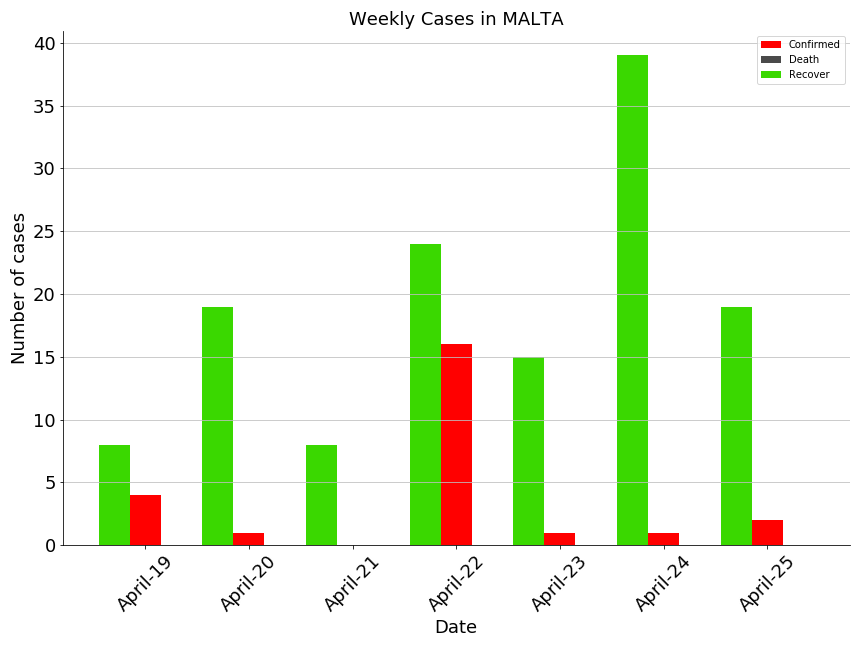 Weekly Cases in MALTA
Confirmed
Death
Recover
Number of cases
40
35
30
25
20
15
10
5
0
April-19
April-20
April-21
April-22
April-23
April-24
April-25
Date